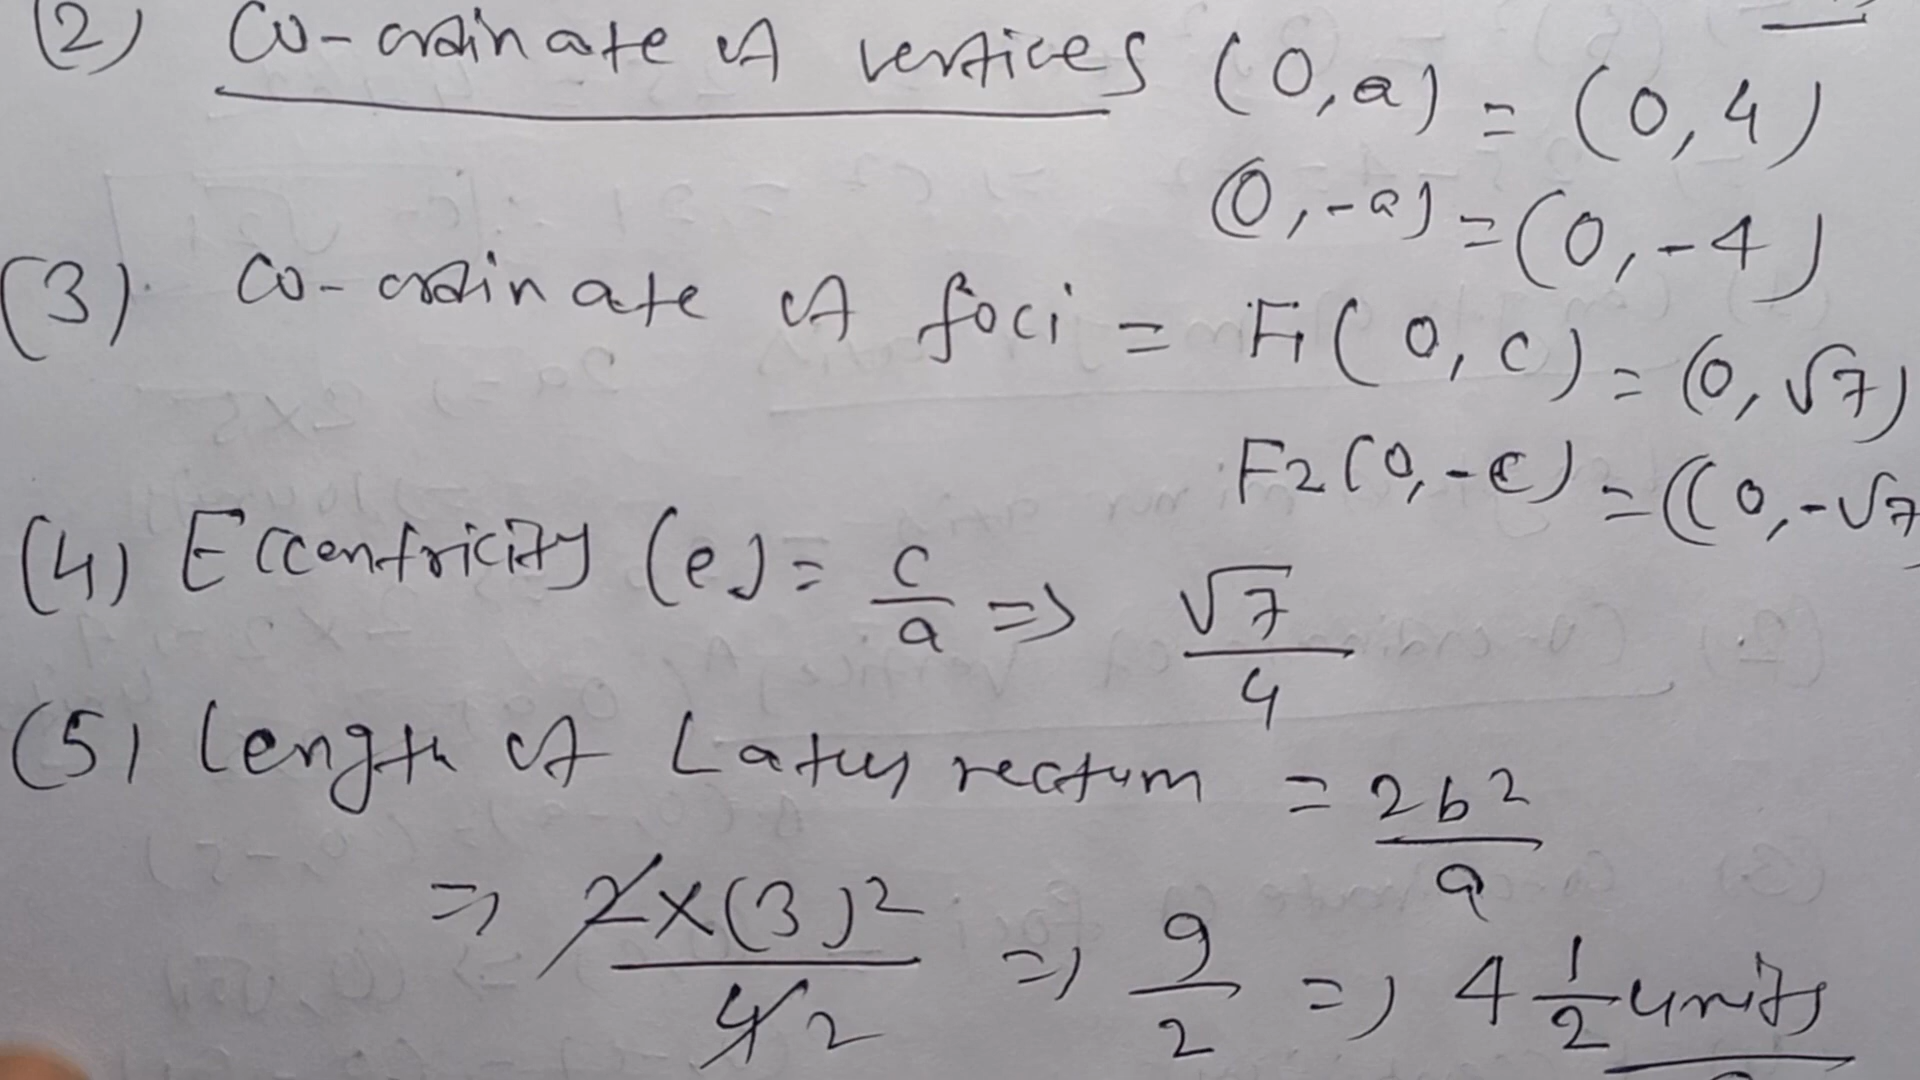 (2) Co-ordinate of vertices (0,a) = (0,4)
(0,-a) = (0,-4)
(3) Co-ordinate of foci = F1(0,c) = (0,√7)
F2(0,-c) = ((0,-√7
(4) Eccentricity (e) = c/a => √7/4
(5) Length of Latus rectum = 2b²/a
=> 2×(3)²/4 2 => 9/2 => 4 1/2 units